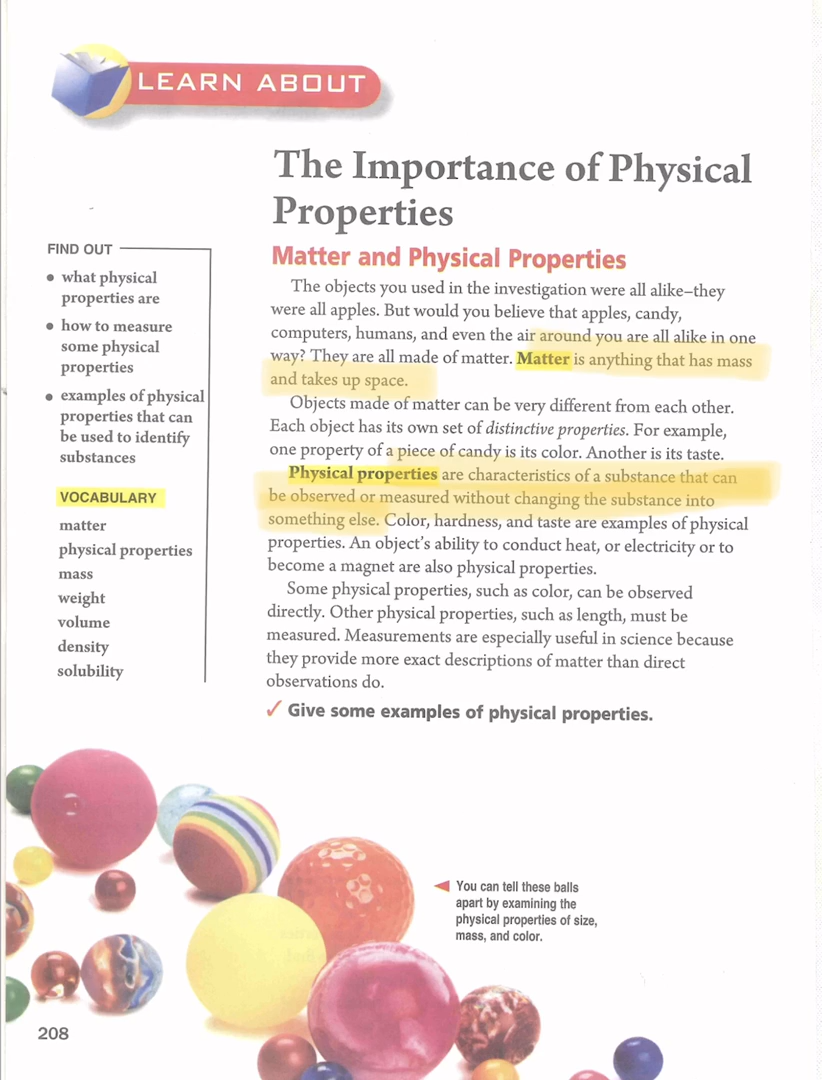 LEARN ABOUT
The Importance of Physical
Properties
FIND OUT
• what physical
properties are
• how to measure
some physical
properties
• examples of physical
properties that can
be used to identify
substances
VOCABULARY
matter
physical properties
mass
weight
volume
density
solubility
Matter and Physical Properties
The objects you used in the investigation were all alike–they
were all apples. But would you believe that apples, candy,
computers, humans, and even the air around you are all alike in one
way? They are all made of matter. Matter is anything that has mass
and takes up space.
Objects made of matter can be very different from each other.
Each object has its own set of distinctive properties. For example,
one property of a piece of candy is its color. Another is its taste.
Physical properties are characteristics of a substance that can
be observed or measured without changing the substance into
something else. Color, hardness, and taste are examples of physical
properties. An object's ability to conduct heat, or electricity or to
become a magnet are also physical properties.
Some physical properties, such as color, can be observed
directly. Other physical properties, such as length, must be
measured. Measurements are especially useful in science because
they provide more exact descriptions of matter than direct
observations do.
✓ Give some examples of physical properties.
◀ You can tell these balls
apart by examining the
physical properties of size,
mass, and color.
208